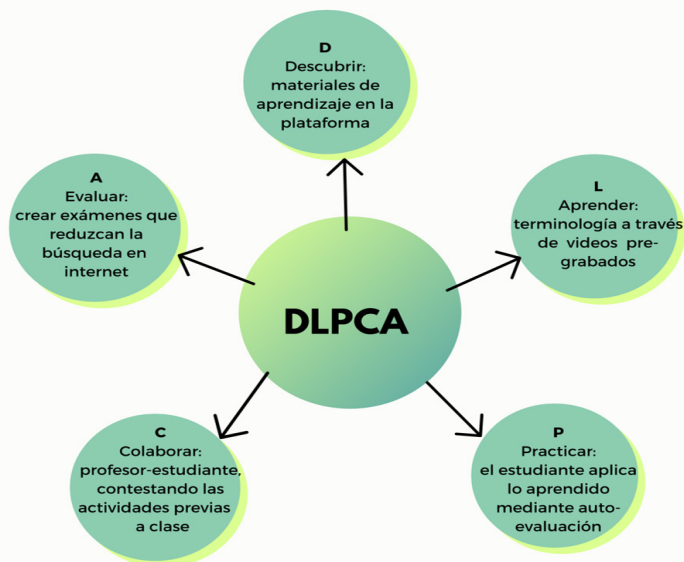 D
Descubrir:
materiales de
aprendizaje en la
plataforma
A
Evaluar:
crear exámenes que
reduzcan la
búsqueda en
internet
L
Aprender:
terminología a través
de videos pre-
grabados
DLPCA
C
Colaborar:
profesor-estudiante,
contestando las
actividades previas
a clase
P
Practicar:
el estudiante aplica
lo aprendido
mediante auto-
evaluación